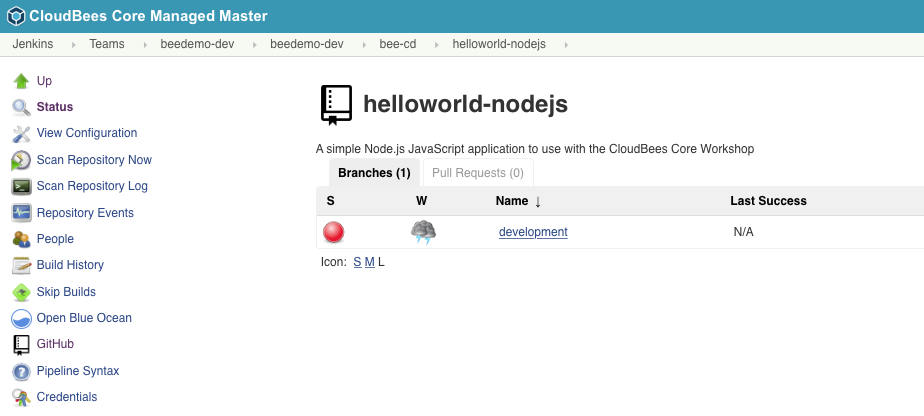 CloudBees Core Managed Master
Jenkins Teams beedemo-dev beedemo-dev bee-cd helloworld-nodejs
Up
Status
View Configuration
Scan Repository Now
Scan Repository Log
Repository Events
People
Build History
Skip Builds
Open Blue Ocean
GitHub
Pipeline Syntax
Credentials
helloworld-nodejs
A simple Node.js JavaScript application to use with the CloudBees Core Workshop
Branches (1) Pull Requests (0)
S W Name ↓ Last Success
development N/A
Icon: S M L